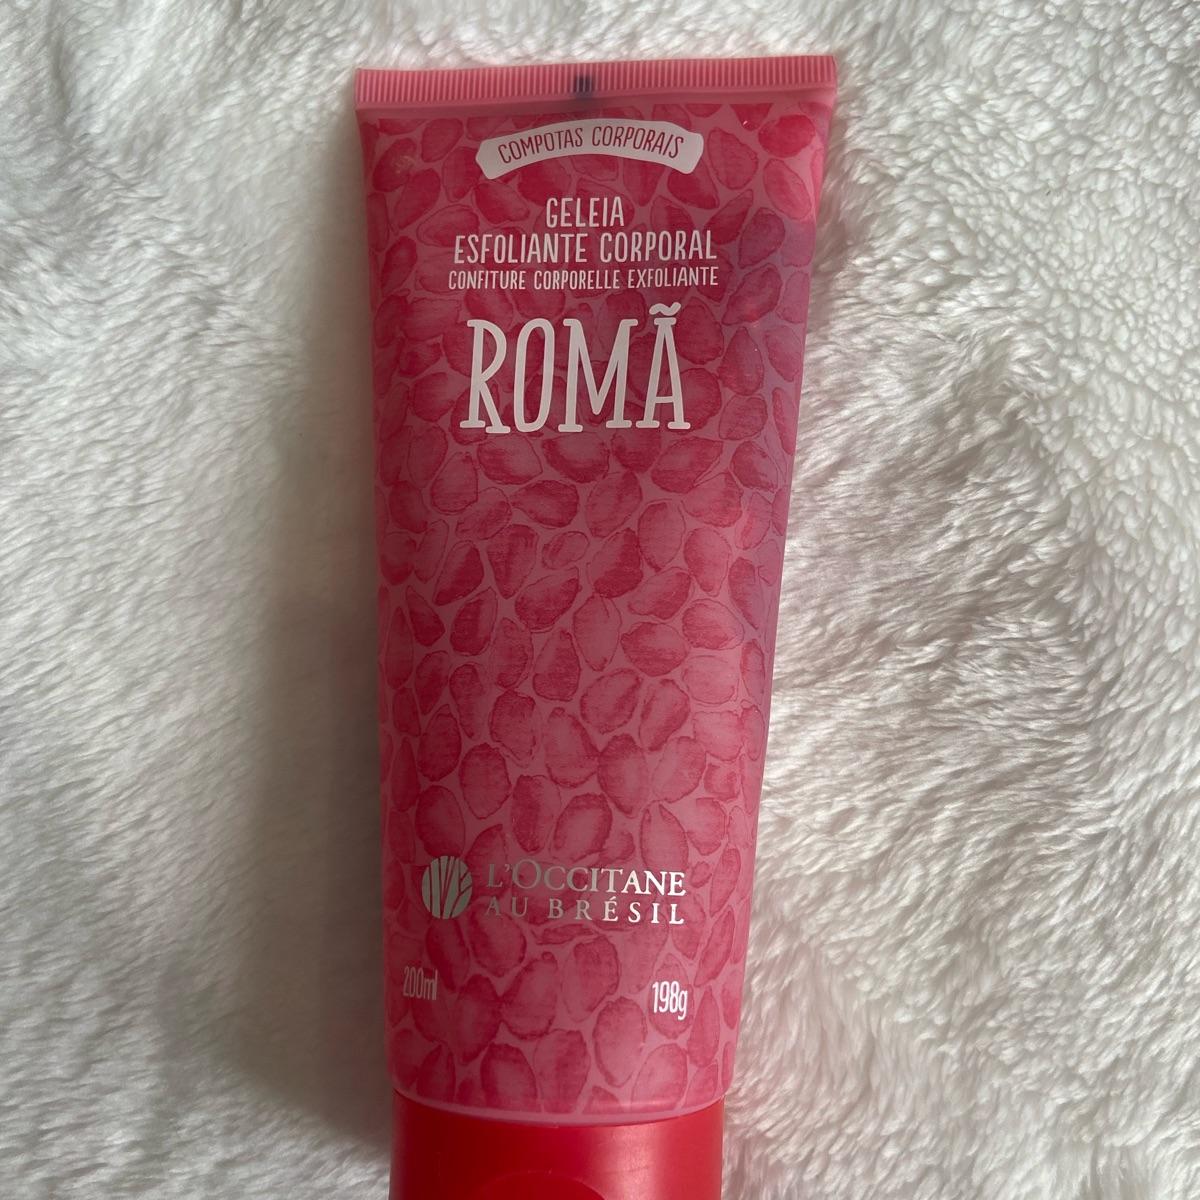 COMPOTAS CORPORAIS
GELEIA
ESFOLIANTE CORPORAL
CONFITURE CORPORELLE EXFOLIANTE
ROMÃ
L'OCCITANE
AU BRÉSIL
200ml
198g